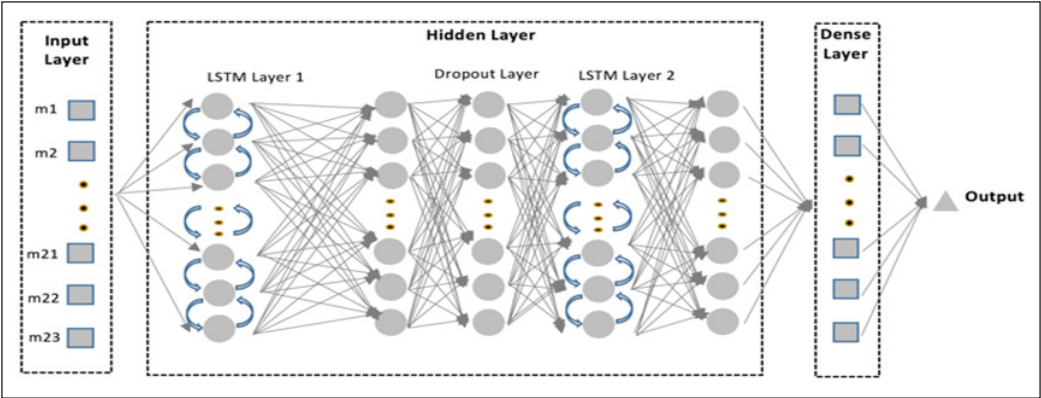 Input
Layer
m1
m2
m21
m22
m23
Hidden Layer
LSTM Layer 1
Dropout Layer
LSTM Layer 2
Dense
Layer
Output